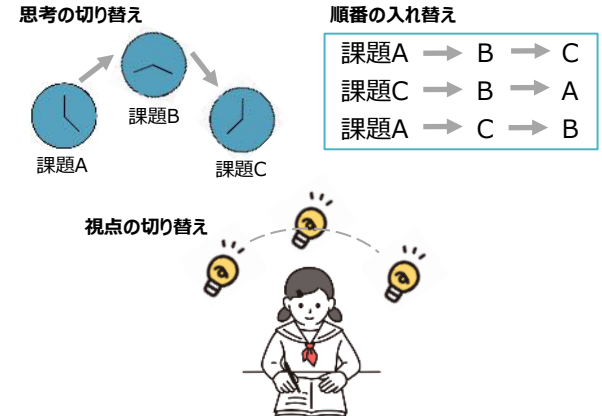 思考の切り替え
課題A
課題B
課題C
順番の入れ替え
課題A → B → C
課題C → B → A
課題A → C → B
視点の切り替え